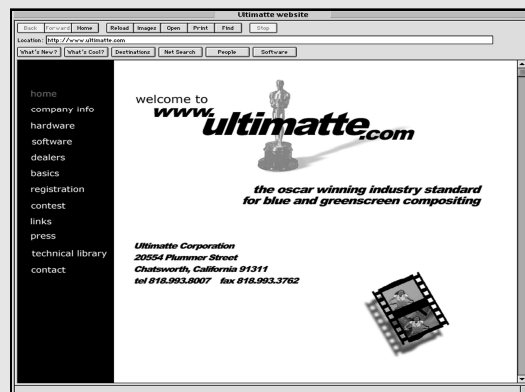 Ultimatte website
Back Forward Home Reload Images Open Print Find Stop
Location: http://www.ultimatte.com
What's New? What's Cool? Destinations Net Search People Software
home
company info
hardware
software
dealers
basics
registration
contest
links
press
technical library
contact
welcome to
www.
ultimatte.com
the oscar winning industry standard
for blue and greenscreen compositing
Ultimatte Corporation
20554 Plummer Street
Chatsworth, California 91311
tel 818.993.8007 fax 818.993.3762